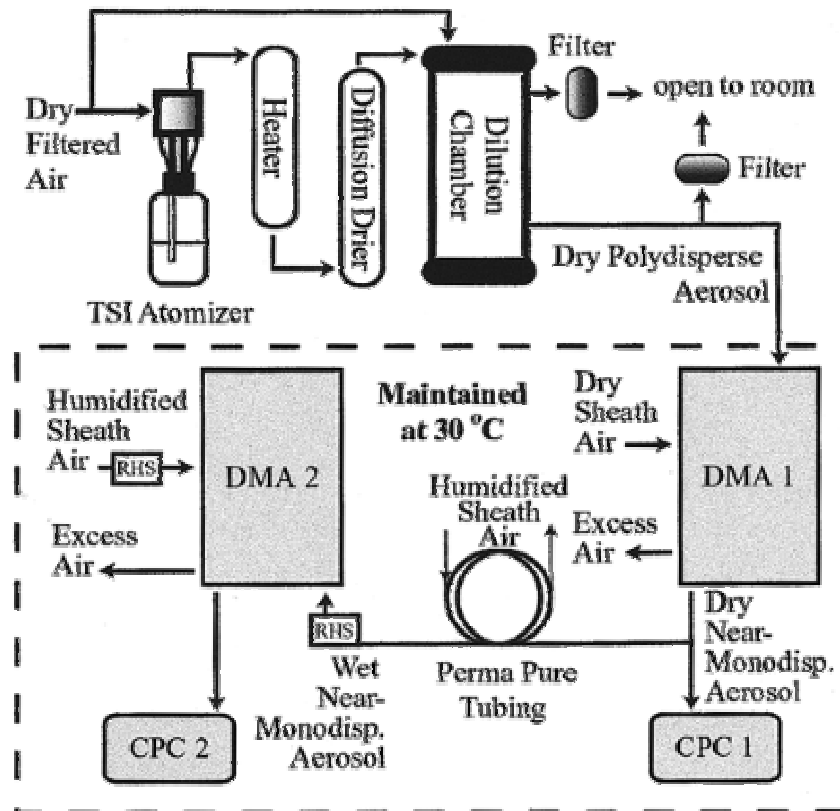 Filter
open to room
Dry
Filtered
Air
Heater
Diffusion Drier
Dilution
Chamber
Filter
TSI Atomizer
Dry Polydisperse
Aerosol
Humidified
Sheath
Air
RHS
DMA 2
Maintained
at 30 °C
Dry
Sheath
Air
DMA 1
Humidified
Sheath
Air
Excess
Air
Excess
Air
RHS
Wet
Near-
Monodisp.
Aerosol
Perma Pure
Tubing
Dry
Near-
Monodisp.
Aerosol
CPC 2
CPC 1